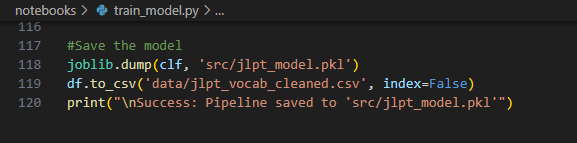 notebooks > train_model.py > ...
116
117 #Save the model
118 joblib.dump(clf, 'src/jlpt_model.pkl')
119 df.to_csv('data/jlpt_vocab_cleaned.csv', index=False)
120 print("\nSuccess: Pipeline saved to 'src/jlpt_model.pkl'")